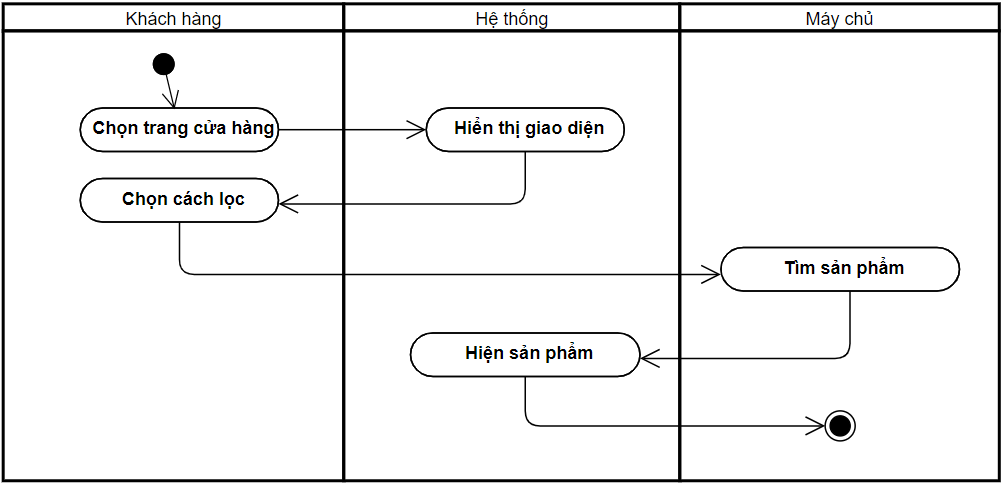 Khách hàng
Hệ thống
Máy chủ
Chọn trang cửa hàng
Hiển thị giao diện
Chọn cách lọc
Tìm sản phẩm
Hiện sản phẩm